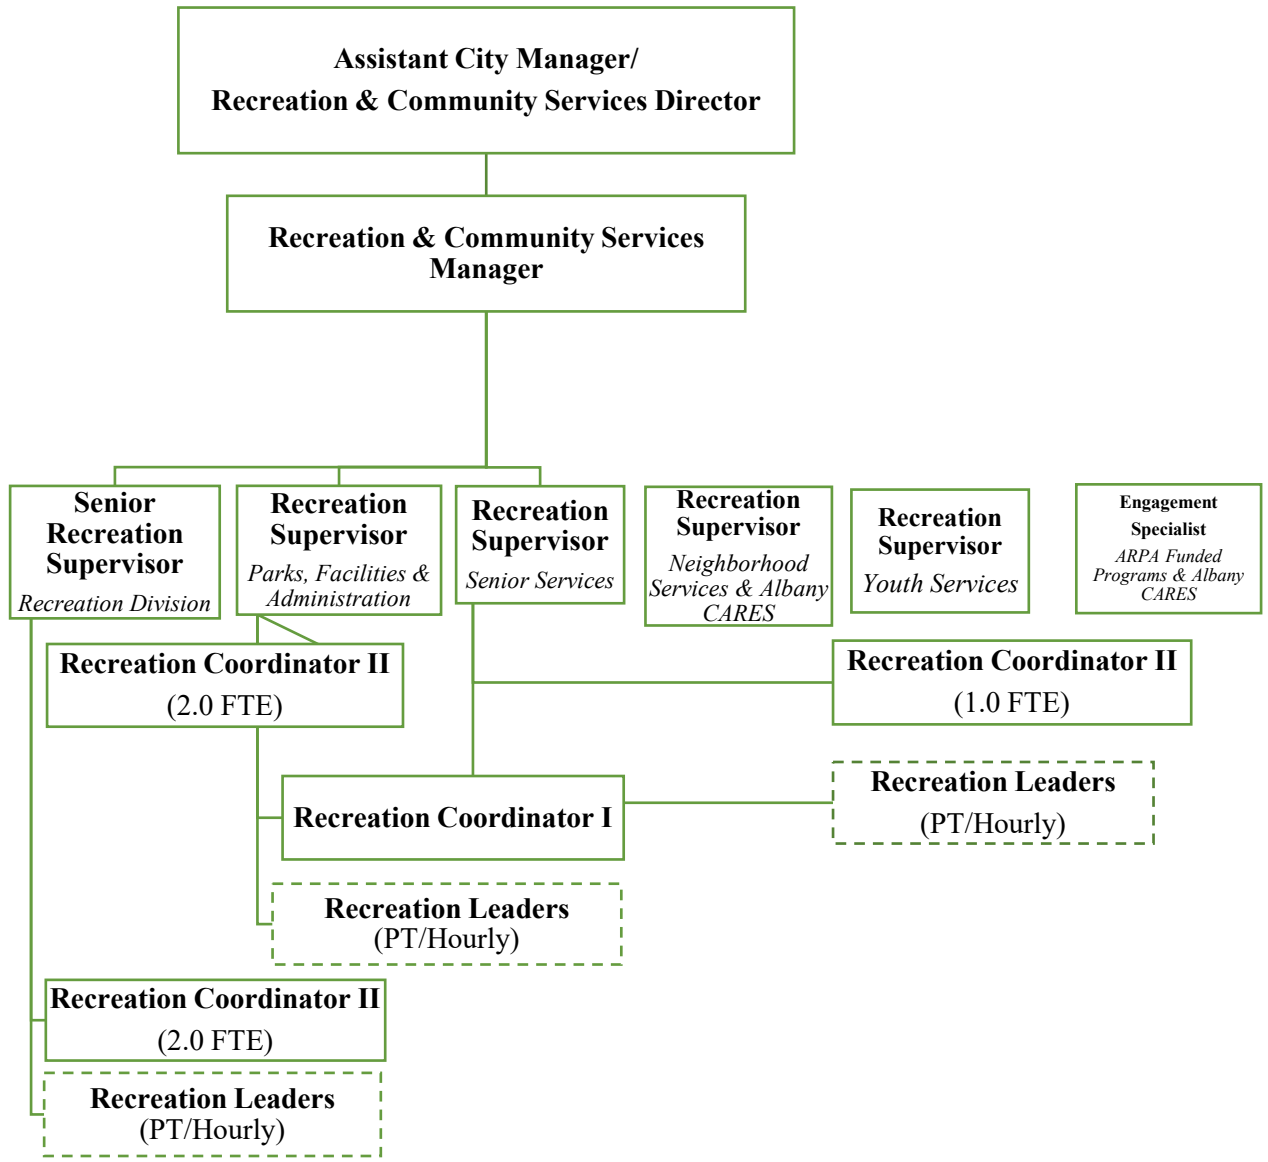 Assistant City Manager/
Recreation & Community Services Director
Recreation & Community Services
Manager
Senior
Recreation
Supervisor
Recreation Division
Recreation
Supervisor
Parks, Facilities &
Administration
Recreation
Supervisor
Senior Services
Recreation
Supervisor
Neighborhood
Services & Albany
CARES
Recreation
Supervisor
Youth Services
Engagement
Specialist
ARPA Funded
Programs & Albany
CARES
Recreation Coordinator II
(2.0 FTE)
Recreation Coordinator II
(1.0 FTE)
Recreation Coordinator I
Recreation Leaders
(PT/Hourly)
Recreation Leaders
(PT/Hourly)
Recreation Coordinator II
(2.0 FTE)
Recreation Leaders
(PT/Hourly)